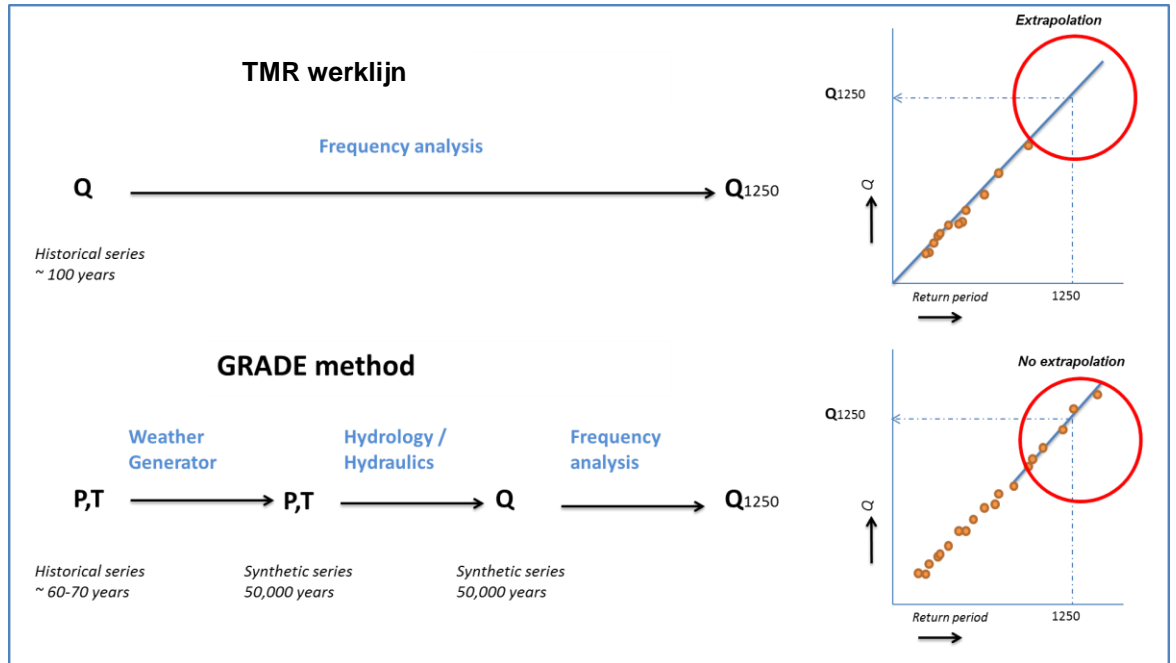 TMR werklijn
Frequency analysis
Q
Q1250
Historical series
~ 100 years
Extrapolation
Q1250
Q
Return period
1250
GRADE method
Weather
Generator
Hydrology /
Hydraulics
Frequency
analysis
P,T
P,T
Q
Q1250
Historical series
~ 60-70 years
Synthetic series
50,000 years
Synthetic series
50,000 years
No extrapolation
Q1250
Q
Return period
1250